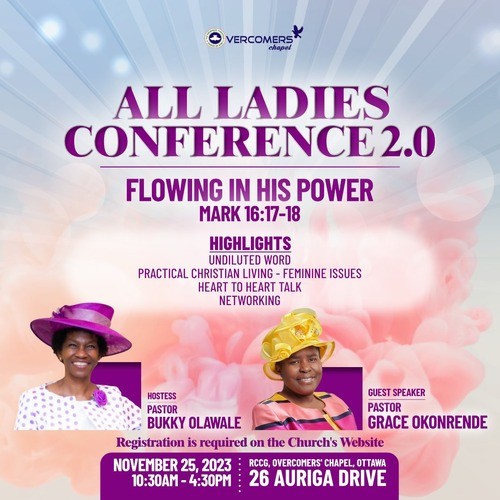 VERCOMERS
chapel
ALL LADIES
CONFERENCE 2.0
FLOWING IN HIS POWER
MARK 16:17-18
HIGHLIGHTS
UNDILUTED WORD
PRACTICAL CHRISTIAN LIVING - FEMININE ISSUES
HEART TO HEART TALK
NETWORKING
HOSTESS
PASTOR
BUKKY OLAWALE
GUEST SPEAKER
PASTOR
GRACE OKONRENDE
Registration is required on the Church's Website
NOVEMBER 25, 2023
10:30AM - 4:30PM
RCCG, OVERCOMERS' CHAPEL, OTTAWA
26 AURIGA DRIVE